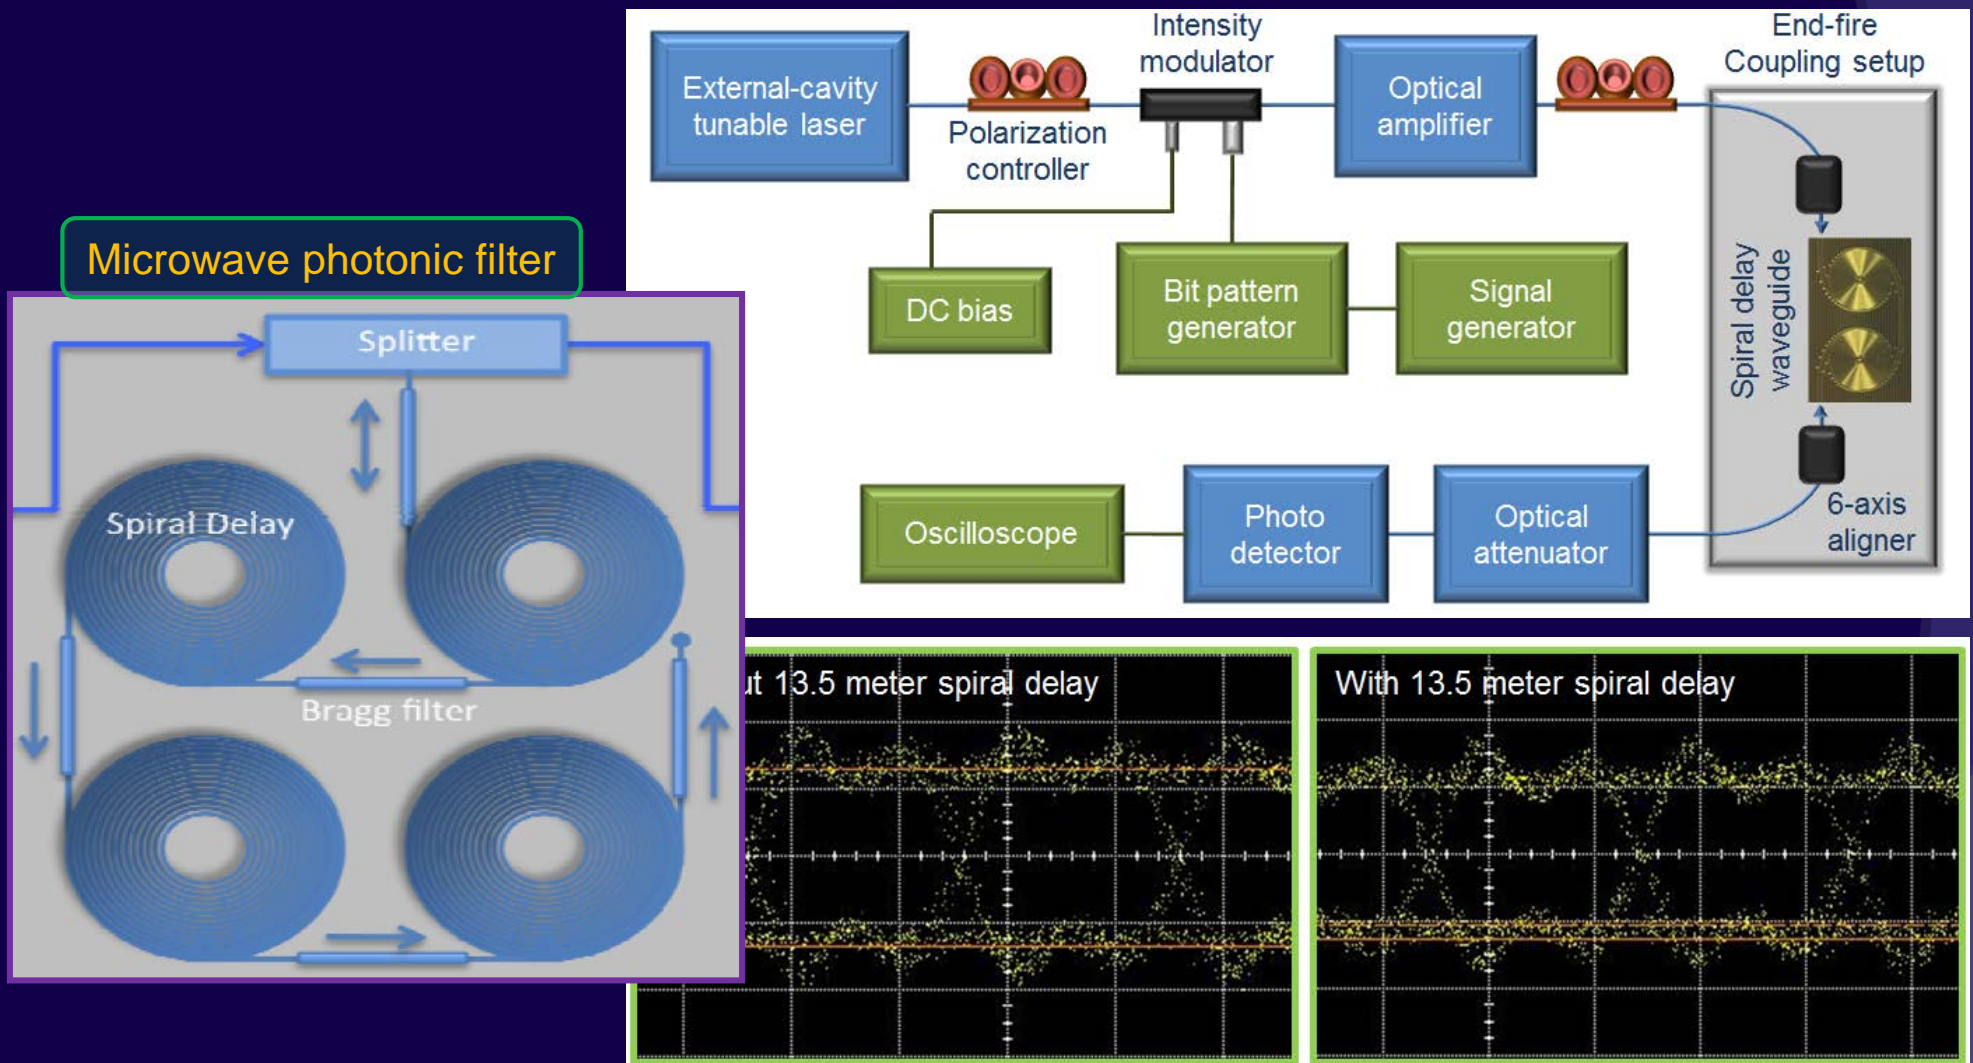 Microwave photonic filter
Splitter
Spiral Delay
Bragg filter
External-cavity
tunable laser
Polarization
controller
Intensity
modulator
Optical
amplifier
End-fire
Coupling setup
DC bias
Bit pattern
generator
Signal
generator
Spiral delay
waveguide
6-axis
aligner
Oscilloscope
Photo
detector
Optical
attenuator
ut 13.5 meter spiral delay
With 13.5 meter spiral delay